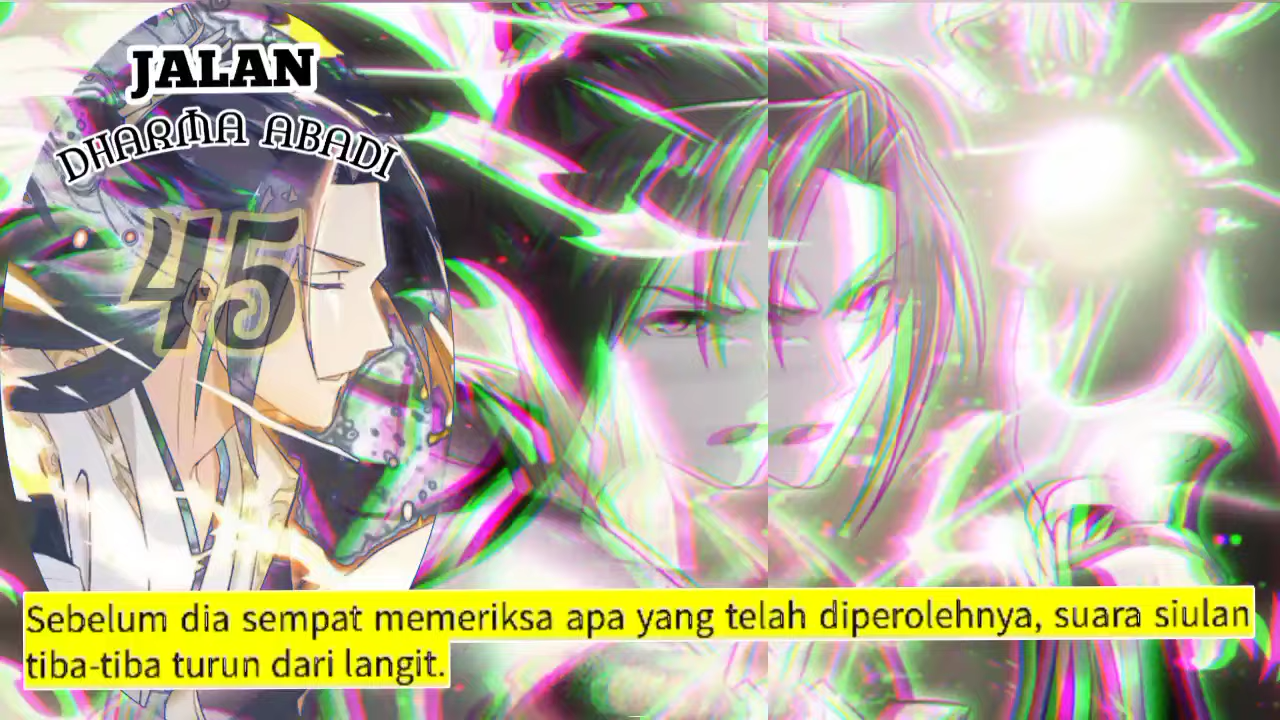 JALAN
DHARMA ABADI
45
Sebelum dia sempat memeriksa apa yang telah diperolehnya, suara siulan
tiba-tiba turun dari langit.